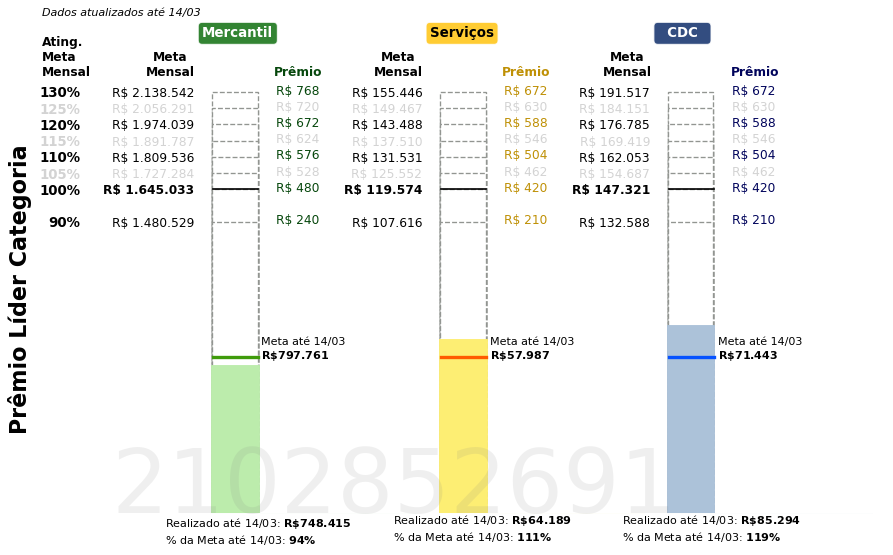 Dados atualizados até 14/03
Mercantil Serviços CDC
Ating. Meta Mensal
Meta Mensal Prêmio Meta Mensal Prêmio Meta Mensal Prêmio
130% R$ 2.138.542 R$ 768 R$ 155.446 R$ 672 R$ 191.517 R$ 672
125% R$ 2.056.291 R$ 720 R$ 149.467 R$ 630 R$ 184.151 R$ 630
120% R$ 1.974.039 R$ 672 R$ 143.488 R$ 588 R$ 176.785 R$ 588
115% R$ 1.891.787 R$ 624 R$ 137.510 R$ 546 R$ 169.419 R$ 546
110% R$ 1.809.536 R$ 576 R$ 131.531 R$ 504 R$ 162.053 R$ 504
105% R$ 1.727.284 R$ 528 R$ 125.552 R$ 462 R$ 154.687 R$ 462
100% R$ 1.645.033 R$ 480 R$ 119.574 R$ 420 R$ 147.321 R$ 420
90% R$ 1.480.529 R$ 240 R$ 107.616 R$ 210 R$ 132.588 R$ 210
Prêmio Líder Categoria
Meta até 14/03 Meta até 14/03 Meta até 14/03
R$797.761 R$57.987 R$71.443
2102852691
Realizado até 14/03: R$748.415 Realizado até 14/03: R$64.189 Realizado até 14/03: R$85.294
% da Meta até 14/03: 94% % da Meta até 14/03: 111% % da Meta até 14/03: 119%